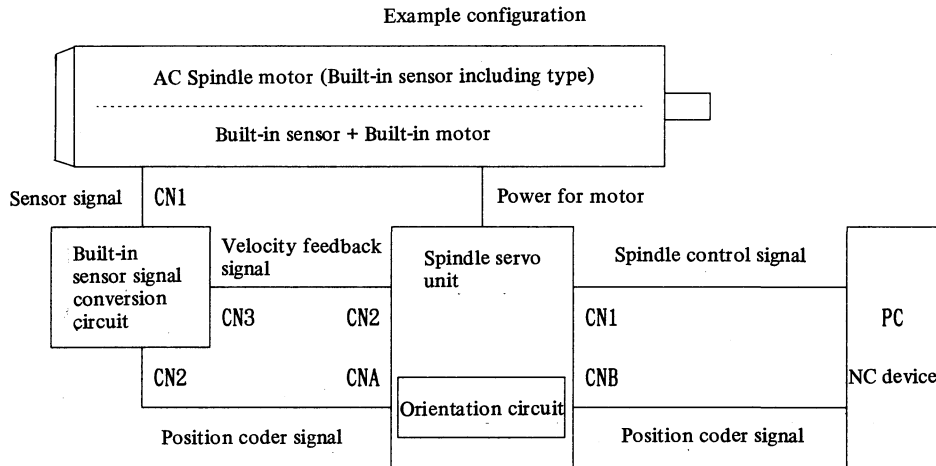 Example configuration
AC Spindle motor (Built-in sensor including type)
Built-in sensor + Built-in motor
Sensor signal
CN1
Power for motor
Built-in
sensor signal
conversion
circuit
Velocity feedback
signal
Spindle servo
unit
Spindle control signal
CN3
CN2
CN1
PC
CN2
CNA
CNB
NC device
Orientation circuit
Position coder signal
Position coder signal